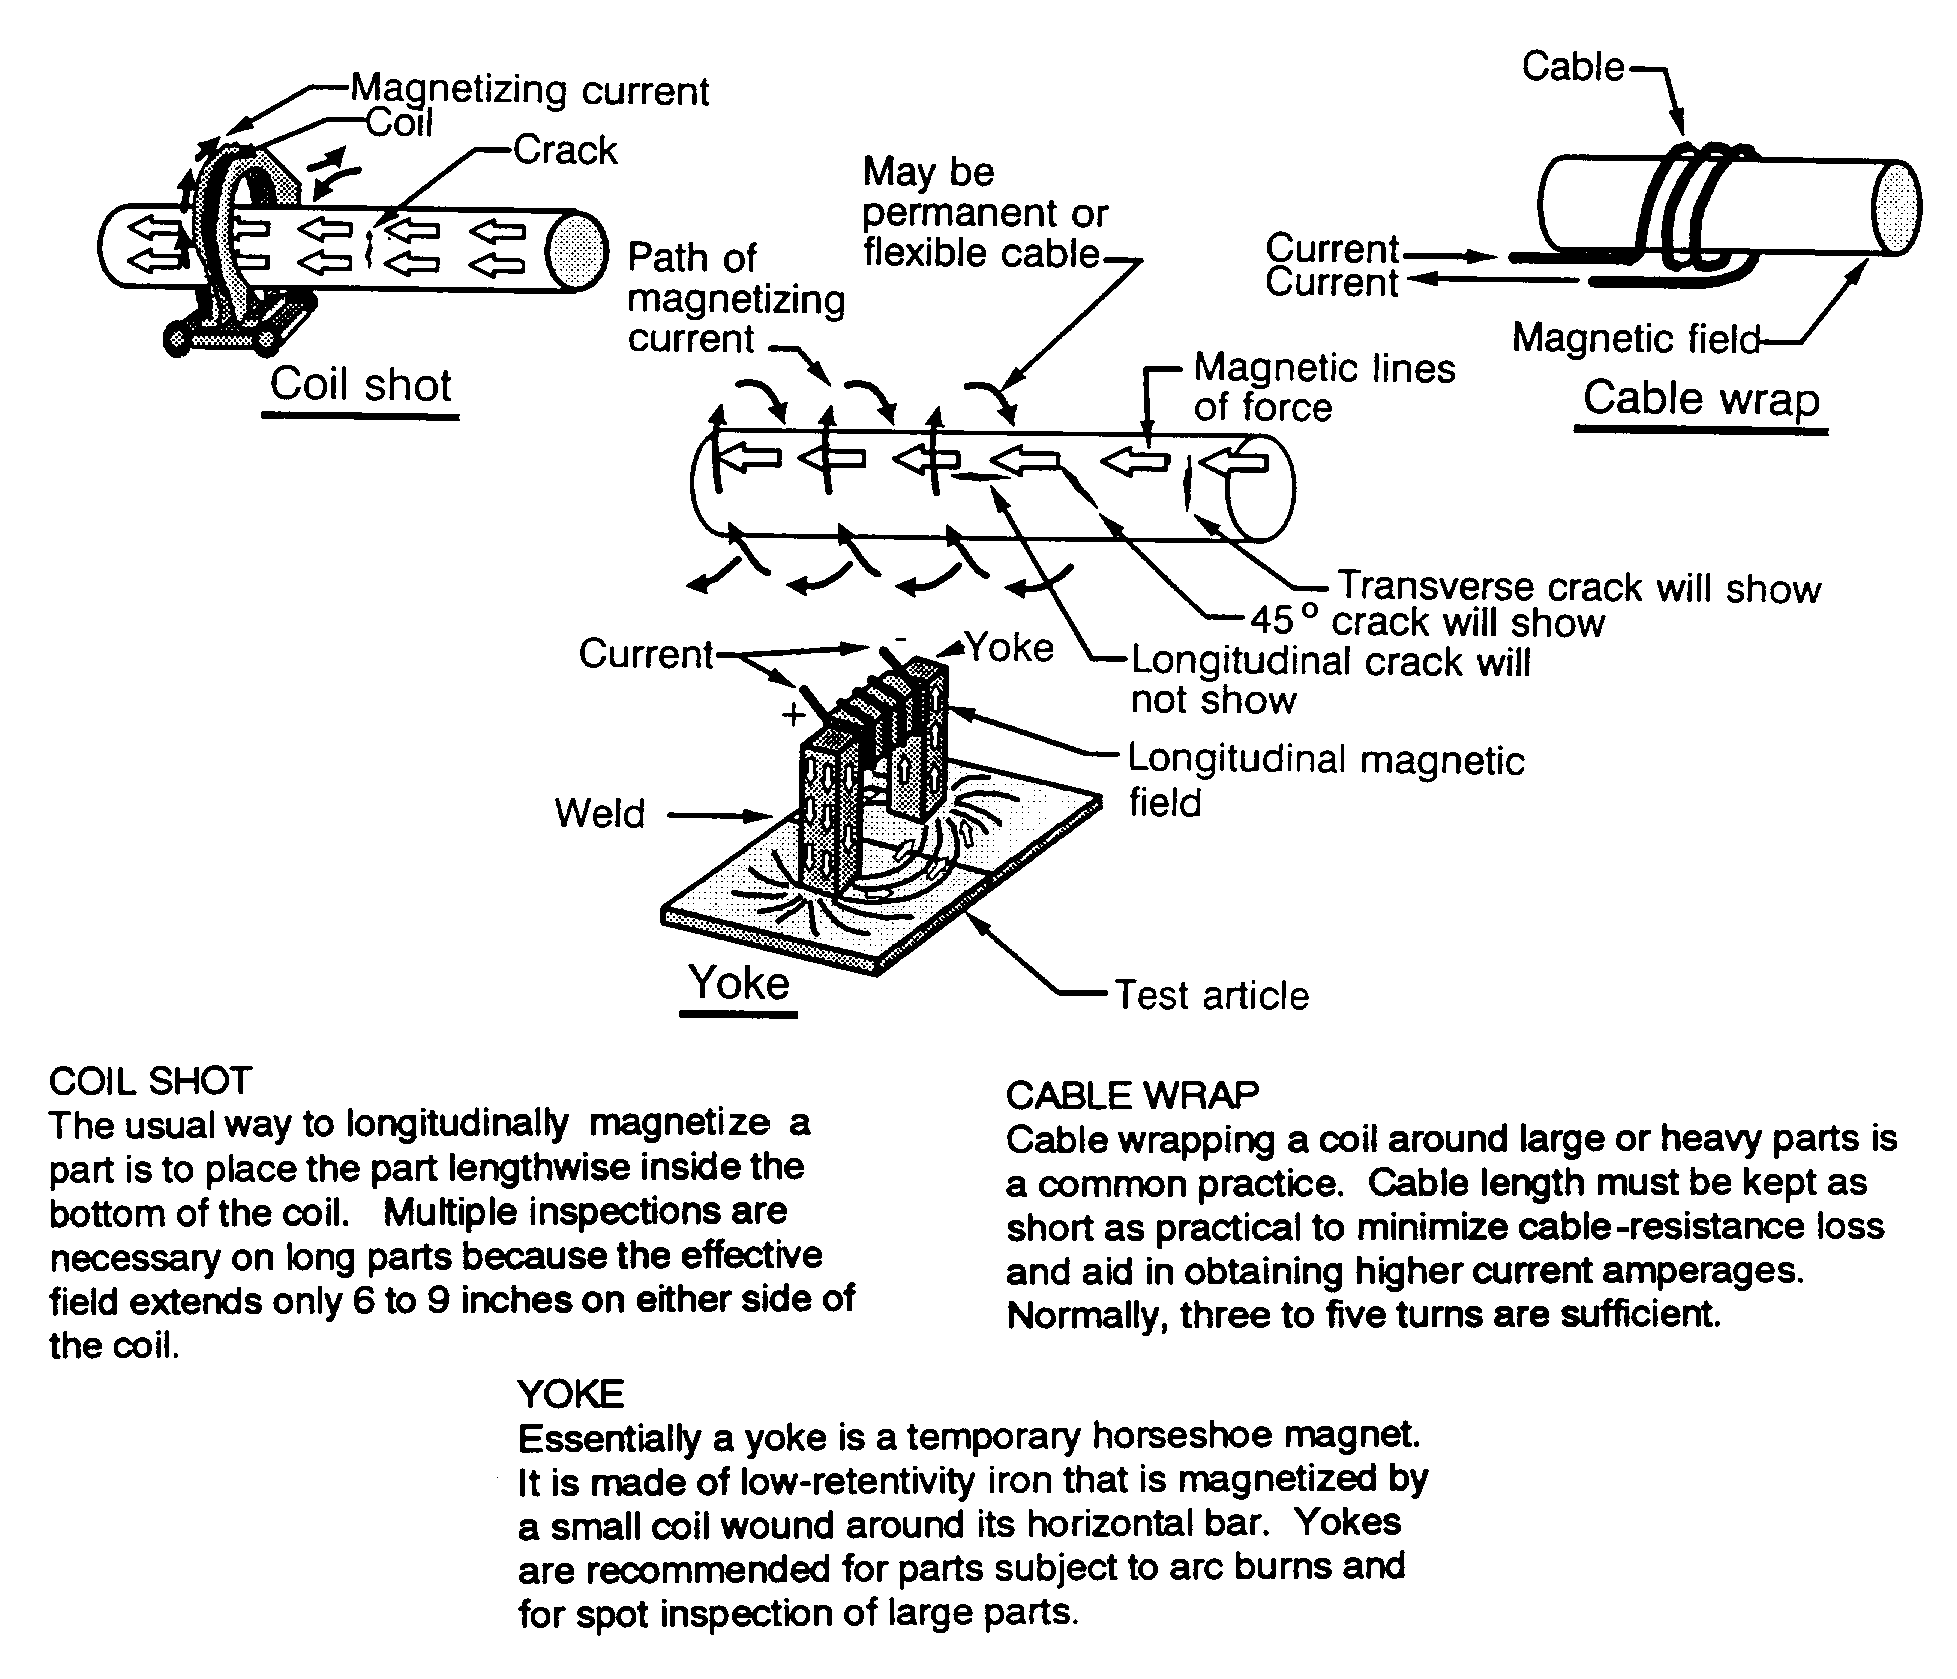 Magnetizing current
Coil
Crack
Coil shot
May be
permanent or
flexible cable
Path of
magnetizing
current
Magnetic lines
of force
Cable
Current
Current
Magnetic field
Cable wrap
Transverse crack will show
45° crack will show
Longitudinal crack will
not show
Current
-
+
Yoke
Longitudinal magnetic
field
Weld
Test article
Yoke
COIL SHOT
The usual way to longitudinally magnetize a
part is to place the part lengthwise inside the
bottom of the coil. Multiple inspections are
necessary on long parts because the effective
field extends only 6 to 9 inches on either side of
the coil.
CABLE WRAP
Cable wrapping a coil around large or heavy parts is
a common practice. Cable length must be kept as
short as practical to minimize cable-resistance loss
and aid in obtaining higher current amperages.
Normally, three to five turns are sufficient.
YOKE
Essentially a yoke is a temporary horseshoe magnet.
It is made of low-retentivity iron that is magnetized by
a small coil wound around its horizontal bar. Yokes
are recommended for parts subject to arc burns and
for spot inspection of large parts.